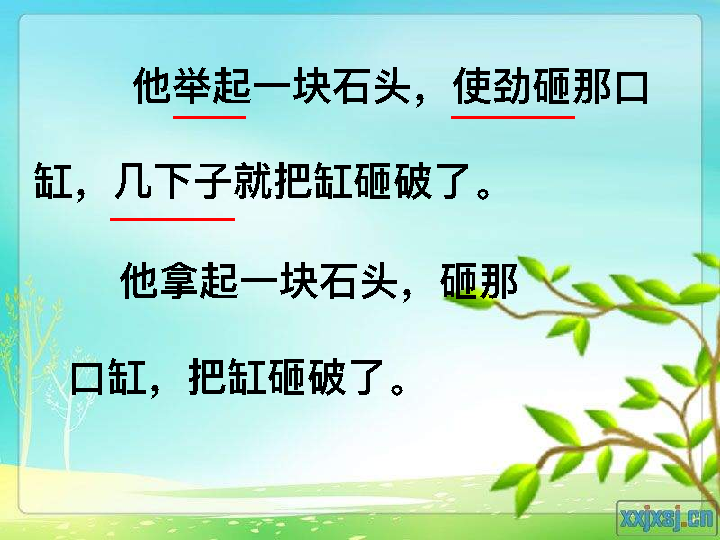 他举起一块石头，使劲砸那口
缸，几下子就把缸砸破了。
他拿起一块石头，砸那
口缸，把缸砸破了。
xxjxsj.cn